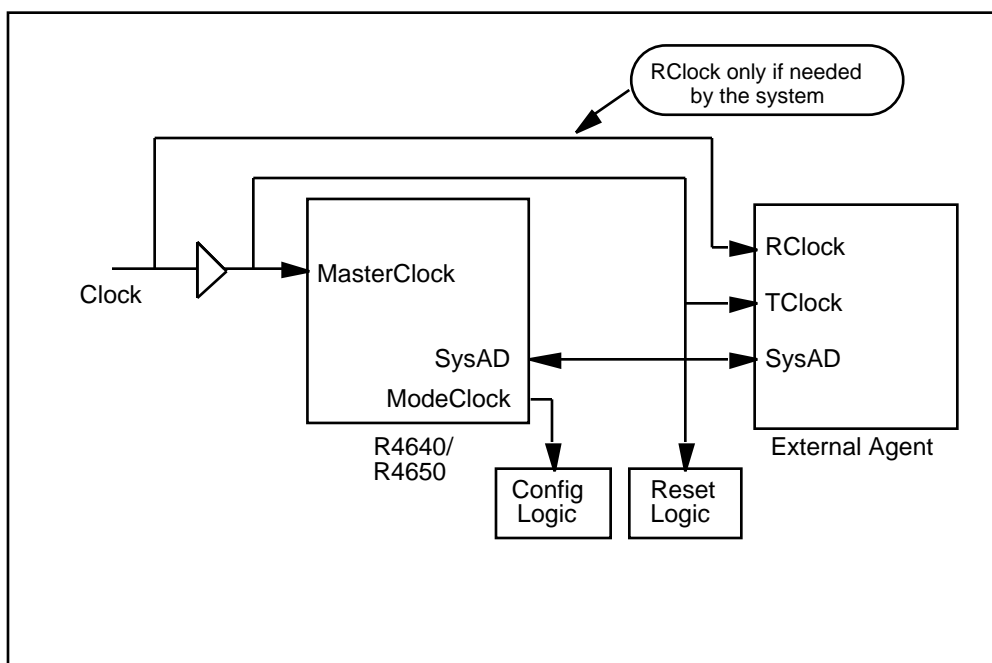 RClock only if needed
by the system
Clock
MasterClock
SysAD
ModeClock
R4640/
R4650
RClock
TClock
SysAD
External Agent
Config
Logic
Reset
Logic